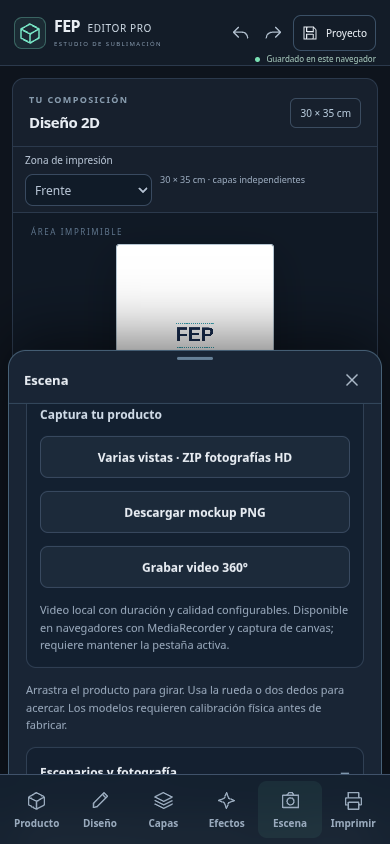 FEP EDITOR PRO
ESTUDIO DE SUBLIMACIÓN
Proyecto
Guardado en este navegador
TU COMPOSICIÓN
Diseño 2D
30 × 35 cm
Zona de impresión
Frente
30 × 35 cm · capas independientes
ÁREA IMPRIMIBLE
FEP
Escena
Captura tu producto
Varias vistas · ZIP fotografías HD
Descargar mockup PNG
Grabar video 360°
Video local con duración y calidad configurables. Disponible
en navegadores con MediaRecorder y captura de canvas;
requiere mantener la pestaña activa.
Arrastra el producto para girar. Usa la rueda o dos dedos para
acercar. Los modelos requieren calibración física antes de
fabricar.
Escenarios y fotografía
Producto
Diseño
Capas
Efectos
Escena
Imprimir